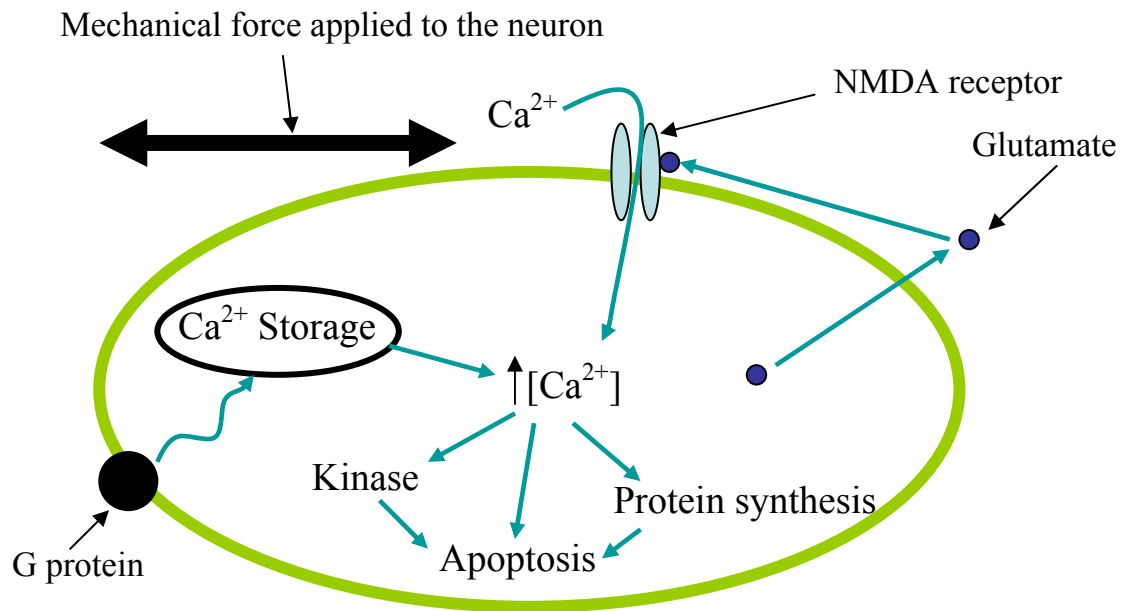 Mechanical force applied to the neuron
Ca²⁺
NMDA receptor
Glutamate
Ca²⁺ Storage
↑[Ca²⁺]
Kinase
Protein synthesis
Apoptosis
G protein